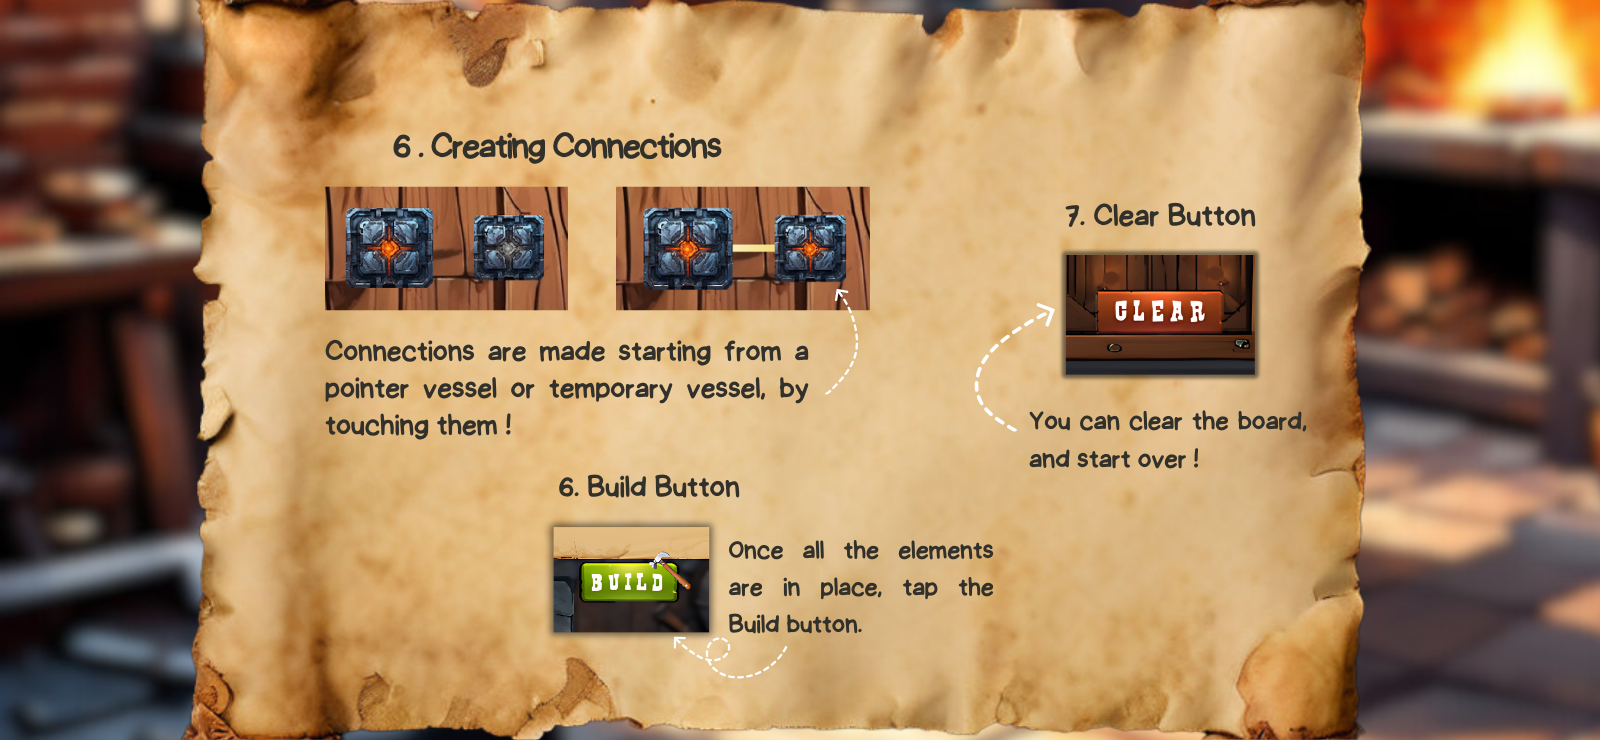 6 . Creating Connections
Connections are made starting from a
pointer vessel or temporary vessel, by
touching them !
6. Build Button
BUILD
Once all the elements
are in place, tap the
Build button.
7. Clear Button
CLEAR
You can clear the board,
and start over !